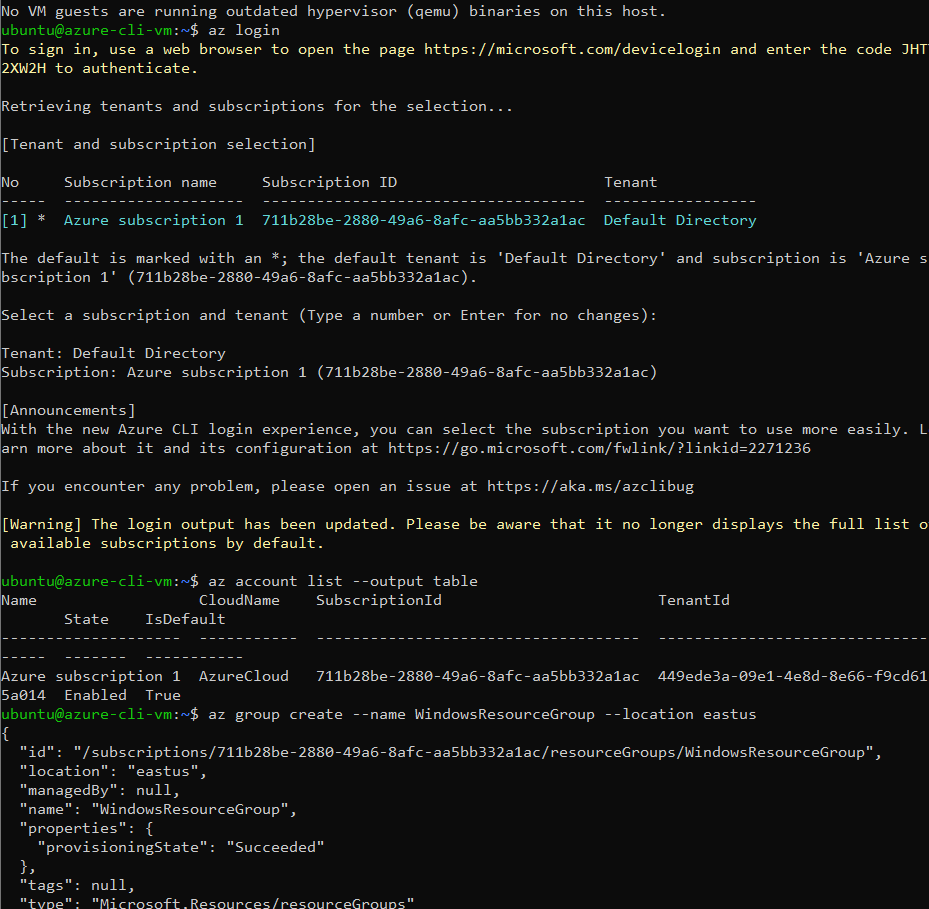 No VM guests are running outdated hypervisor (qemu) binaries on this host.
ubuntu@azure-cli-vm:~$ az login
To sign in, use a web browser to open the page https://microsoft.com/devicelogin and enter the code JHT
2XW2H to authenticate.
Retrieving tenants and subscriptions for the selection...
[Tenant and subscription selection]
No     Subscription name     Subscription ID                       Tenant
-----  --------------------  ------------------------------------  -----------------
[1] *  Azure subscription 1  711b28be-2880-49a6-8afc-aa5bb332a1ac  Default Directory
The default is marked with an *; the default tenant is 'Default Directory' and subscription is 'Azure s
bscription 1' (711b28be-2880-49a6-8afc-aa5bb332a1ac).
Select a subscription and tenant (Type a number or Enter for no changes):
Tenant: Default Directory
Subscription: Azure subscription 1 (711b28be-2880-49a6-8afc-aa5bb332a1ac)
[Announcements]
With the new Azure CLI login experience, you can select the subscription you want to use more easily. L
arn more about it and its configuration at https://go.microsoft.com/fwlink/?linkid=2271236
If you encounter any problem, please open an issue at https://aka.ms/azclibug
[Warning] The login output has been updated. Please be aware that it no longer displays the full list o
available subscriptions by default.
ubuntu@azure-cli-vm:~$ az account list --output table
Name                  CloudName    SubscriptionId                        TenantId
       State    IsDefault
--------------------  -----------  ------------------------------------  ------------------------------
-----  -------  -----------
Azure subscription 1  AzureCloud   711b28be-2880-49a6-8afc-aa5bb332a1ac  449ede3a-09e1-4e8d-8e66-f9cd61
5a014  Enabled  True
ubuntu@azure-cli-vm:~$ az group create --name WindowsResourceGroup --location eastus
{
  "id": "/subscriptions/711b28be-2880-49a6-8afc-aa5bb332a1ac/resourceGroups/WindowsResourceGroup",
  "location": "eastus",
  "managedBy": null,
  "name": "WindowsResourceGroup",
  "properties": {
    "provisioningState": "Succeeded"
  },
  "tags": null,
  "type": "Microsoft.Resources/resourceGroups"